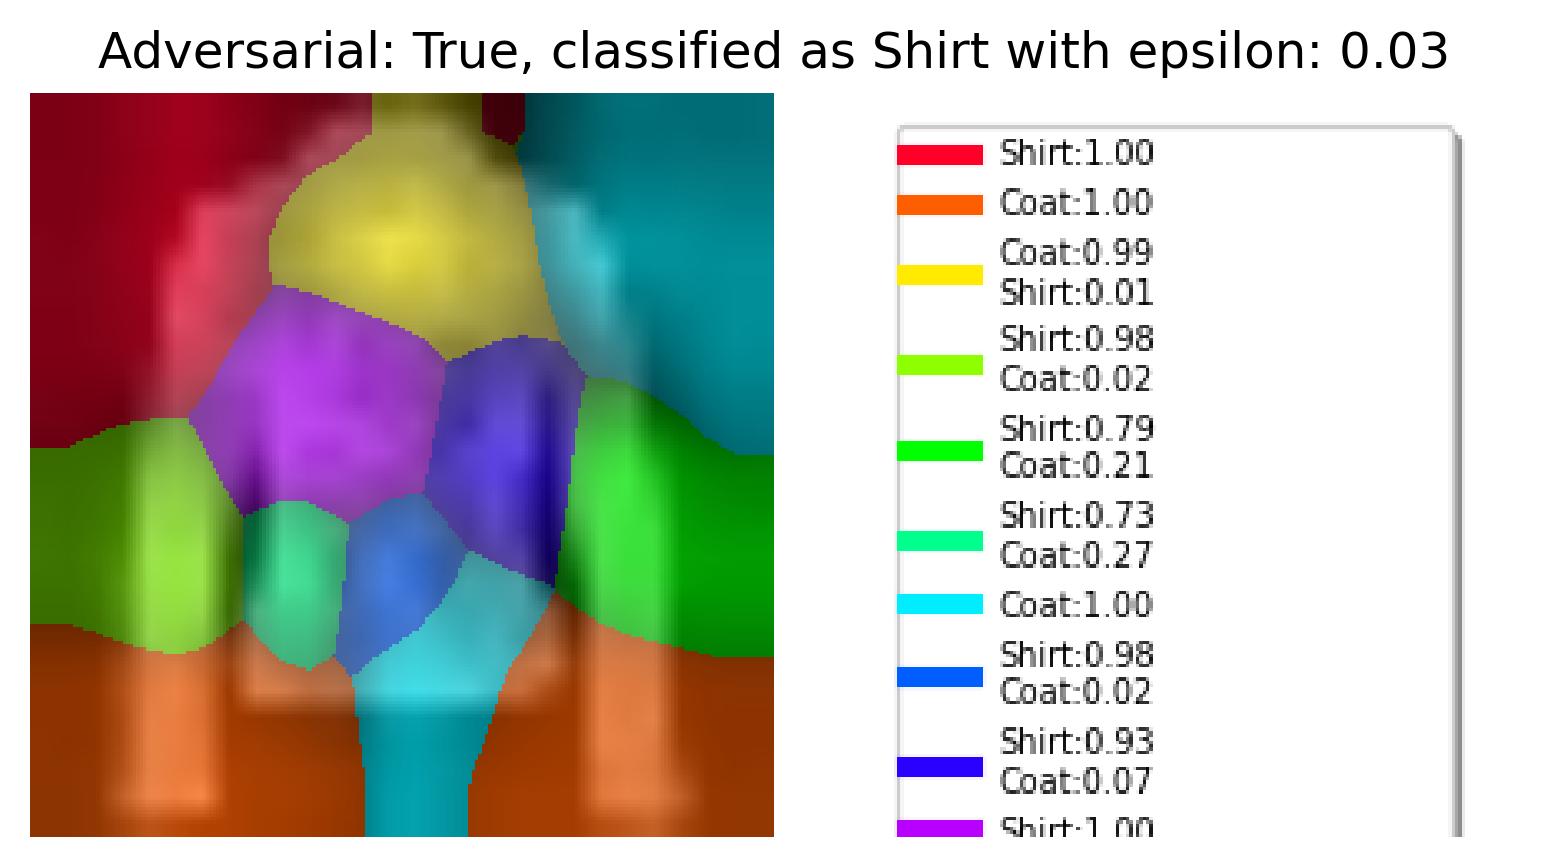 Adversarial: True, classified as Shirt with epsilon: 0.03
Shirt:1.00
Coat:1.00
Coat:0.99
Shirt:0.01
Shirt:0.98
Coat:0.02
Shirt:0.79
Coat:0.21
Shirt:0.73
Coat:0.27
Coat:1.00
Shirt:0.98
Coat:0.02
Shirt:0.93
Coat:0.07
Shirt:1.00